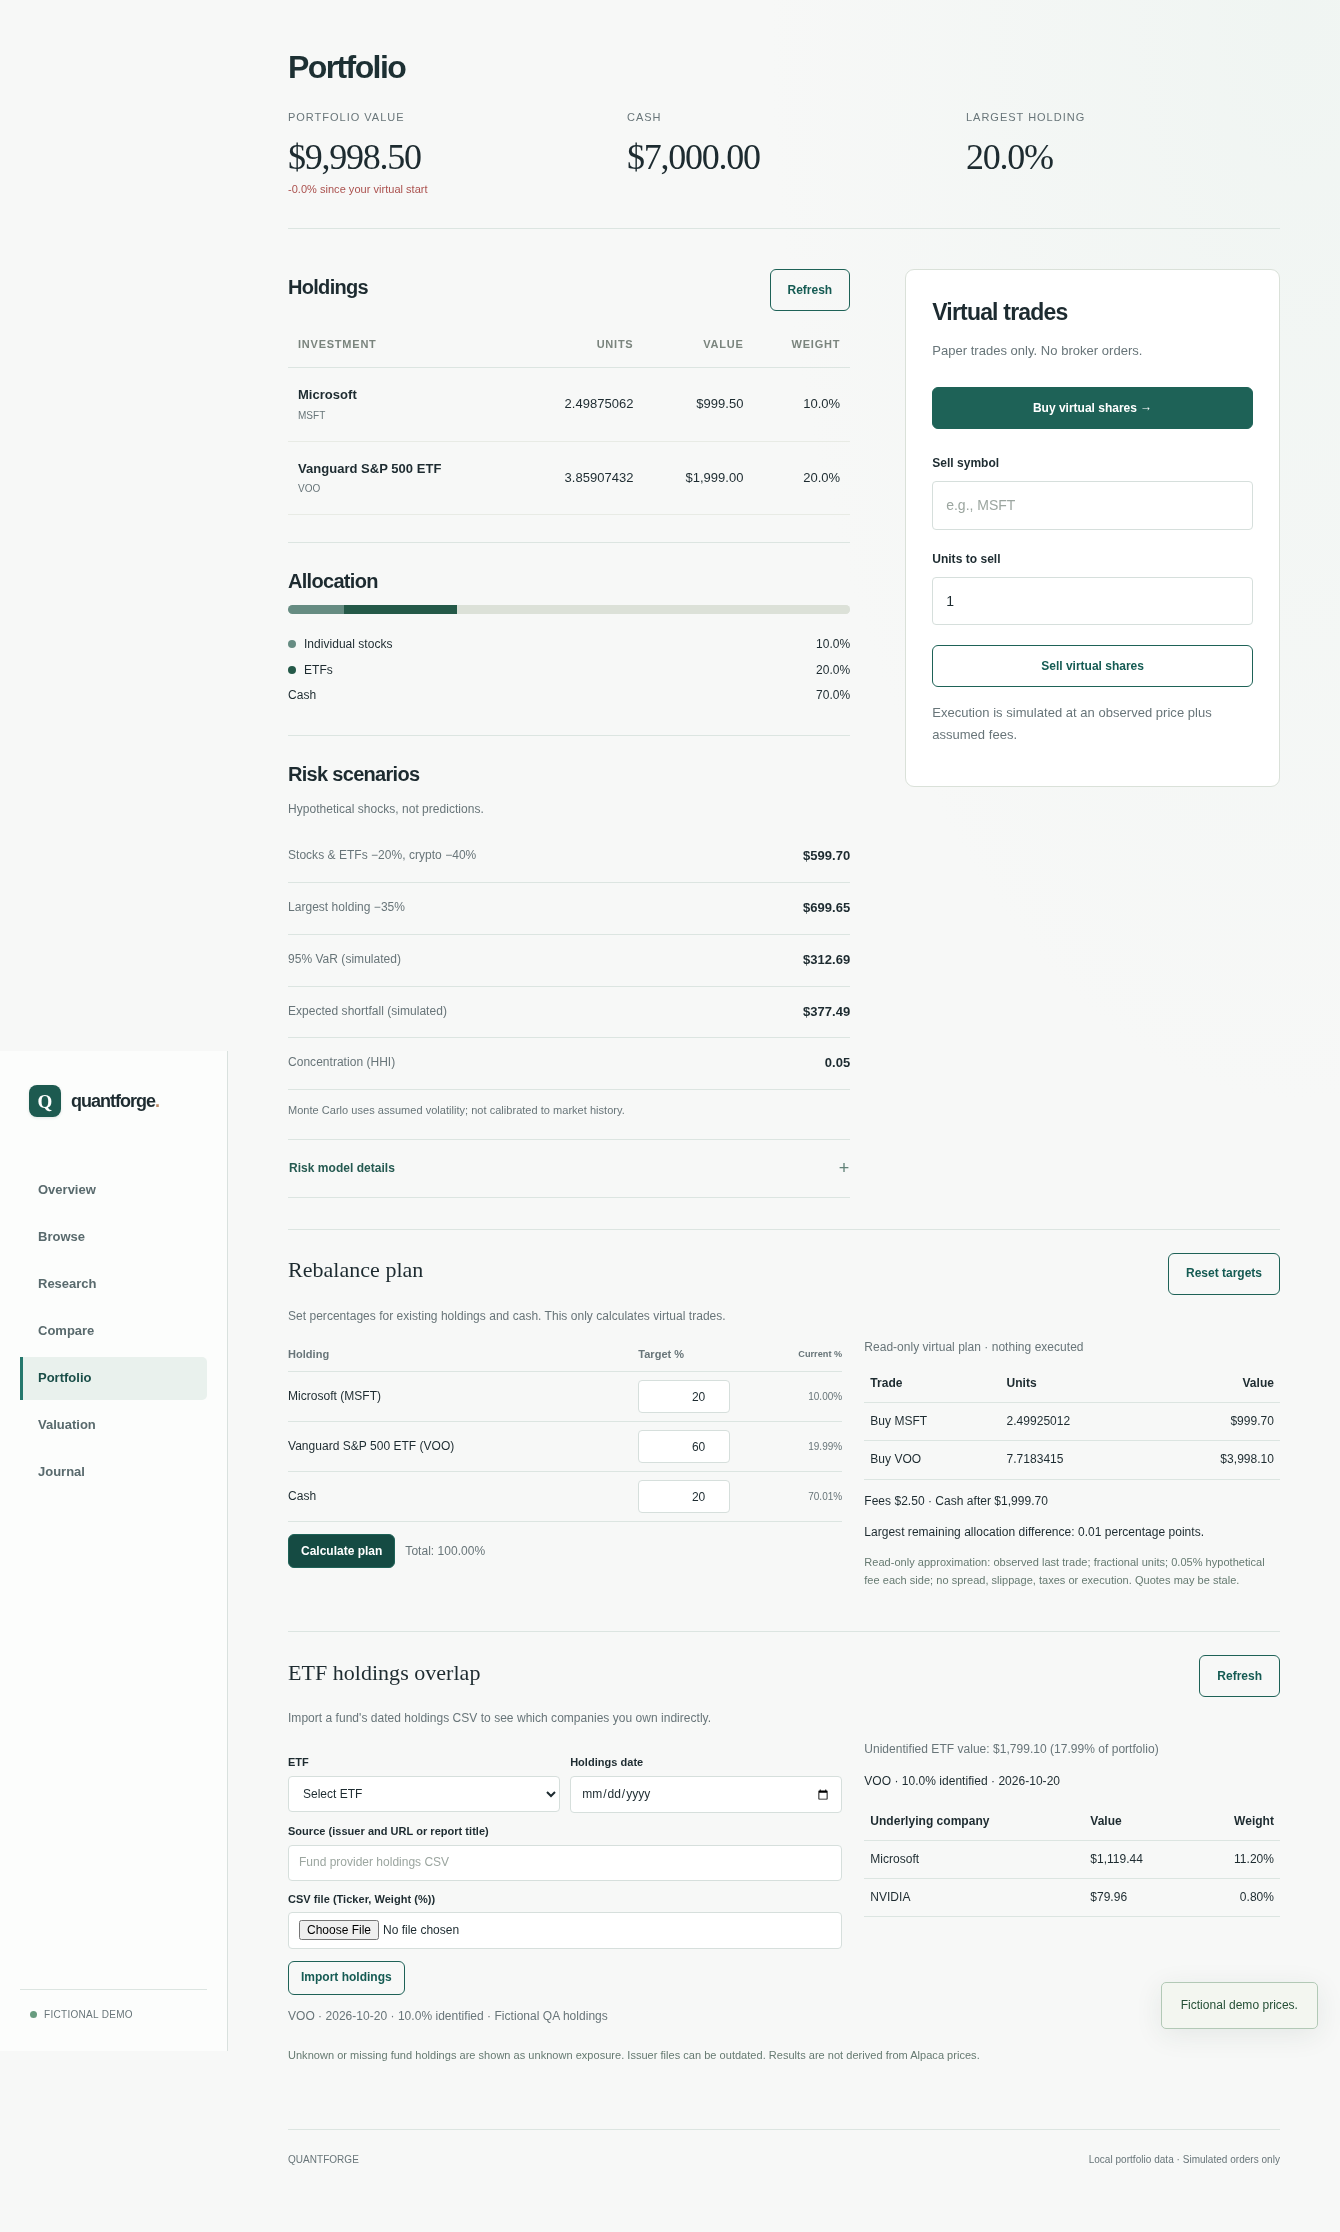 Portfolio
PORTFOLIO VALUE
$9,998.50
-0.0% since your virtual start
CASH
$7,000.00
LARGEST HOLDING
20.0%
Holdings
Refresh
INVESTMENT UNITS VALUE WEIGHT
Microsoft
MSFT
2.49875062 $999.50 10.0%
Vanguard S&P 500 ETF
VOO
3.85907432 $1,999.00 20.0%
Allocation
Individual stocks 10.0%
ETFs 20.0%
Cash 70.0%
Risk scenarios
Hypothetical shocks, not predictions.
Stocks & ETFs −20%, crypto −40% $599.70
Largest holding −35% $699.65
95% VaR (simulated) $312.69
Expected shortfall (simulated) $377.49
Concentration (HHI) 0.05
Monte Carlo uses assumed volatility; not calibrated to market history.
Risk model details +
Virtual trades
Paper trades only. No broker orders.
Buy virtual shares →
Sell symbol
e.g., MSFT
Units to sell
1
Sell virtual shares
Execution is simulated at an observed price plus
assumed fees.
Q quantforge.
Overview
Browse
Research
Compare
Portfolio
Valuation
Journal
FICTIONAL DEMO
Rebalance plan
Reset targets
Set percentages for existing holdings and cash. This only calculates virtual trades.
Holding Target % Current %
Microsoft (MSFT) 20 10.00%
Vanguard S&P 500 ETF (VOO) 60 19.99%
Cash 20 70.01%
Calculate plan Total: 100.00%
Read-only virtual plan · nothing executed
Trade Units Value
Buy MSFT 2.49925012 $999.70
Buy VOO 7.7183415 $3,998.10
Fees $2.50 · Cash after $1,999.70
Largest remaining allocation difference: 0.01 percentage points.
Read-only approximation: observed last trade; fractional units; 0.05% hypothetical
fee each side; no spread, slippage, taxes or execution. Quotes may be stale.
ETF holdings overlap
Refresh
Import a fund's dated holdings CSV to see which companies you own indirectly.
ETF Holdings date
Select ETF mm/dd/yyyy
Source (issuer and URL or report title)
Fund provider holdings CSV
CSV file (Ticker, Weight (%))
Choose File No file chosen
Import holdings
VOO · 2026-10-20 · 10.0% identified · Fictional QA holdings
Unidentified ETF value: $1,799.10 (17.99% of portfolio)
VOO · 10.0% identified · 2026-10-20
Underlying company Value Weight
Microsoft $1,119.44 11.20%
NVIDIA $79.96 0.80%
Fictional demo prices.
Unknown or missing fund holdings are shown as unknown exposure. Issuer files can be outdated. Results are not derived from Alpaca prices.
QUANTFORGE
Local portfolio data · Simulated orders only